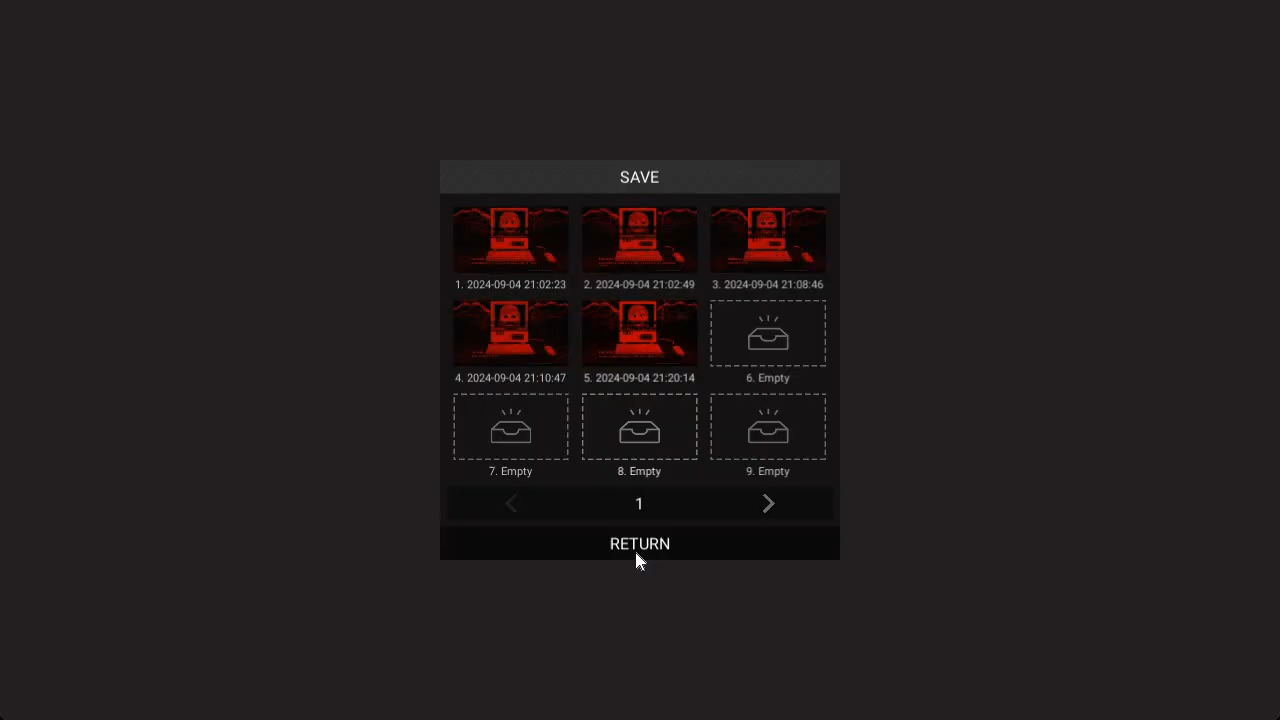 SAVE
1. 2024-09-04 21:02:23
2. 2024-09-04 21:02:49
3. 2024-09-04 21:08:46
4. 2024-09-04 21:10:47
5. 2024-09-04 21:20:14
6. Empty
7. Empty
8. Empty
9. Empty
1
RETURN